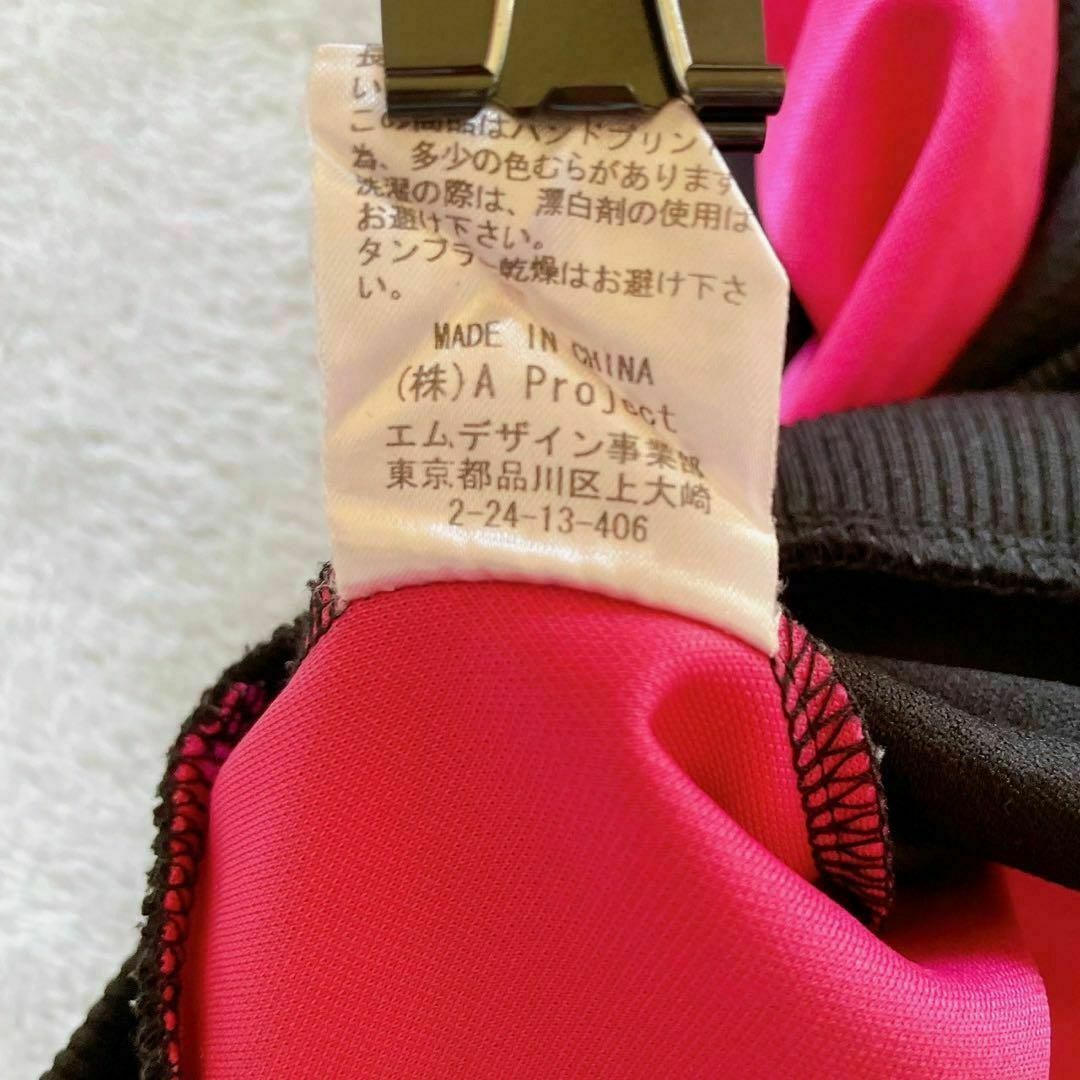 い
この商品はハンドプリント
為、多少の色むらがあります
洗濯の際は、漂白剤の使用は
お避け下さい。
タンブラー乾燥はお避け下さ
い。
MADE IN CHINA
(株)A Project
エムデザイン事業部
東京都品川区上大崎
2-24-13-406